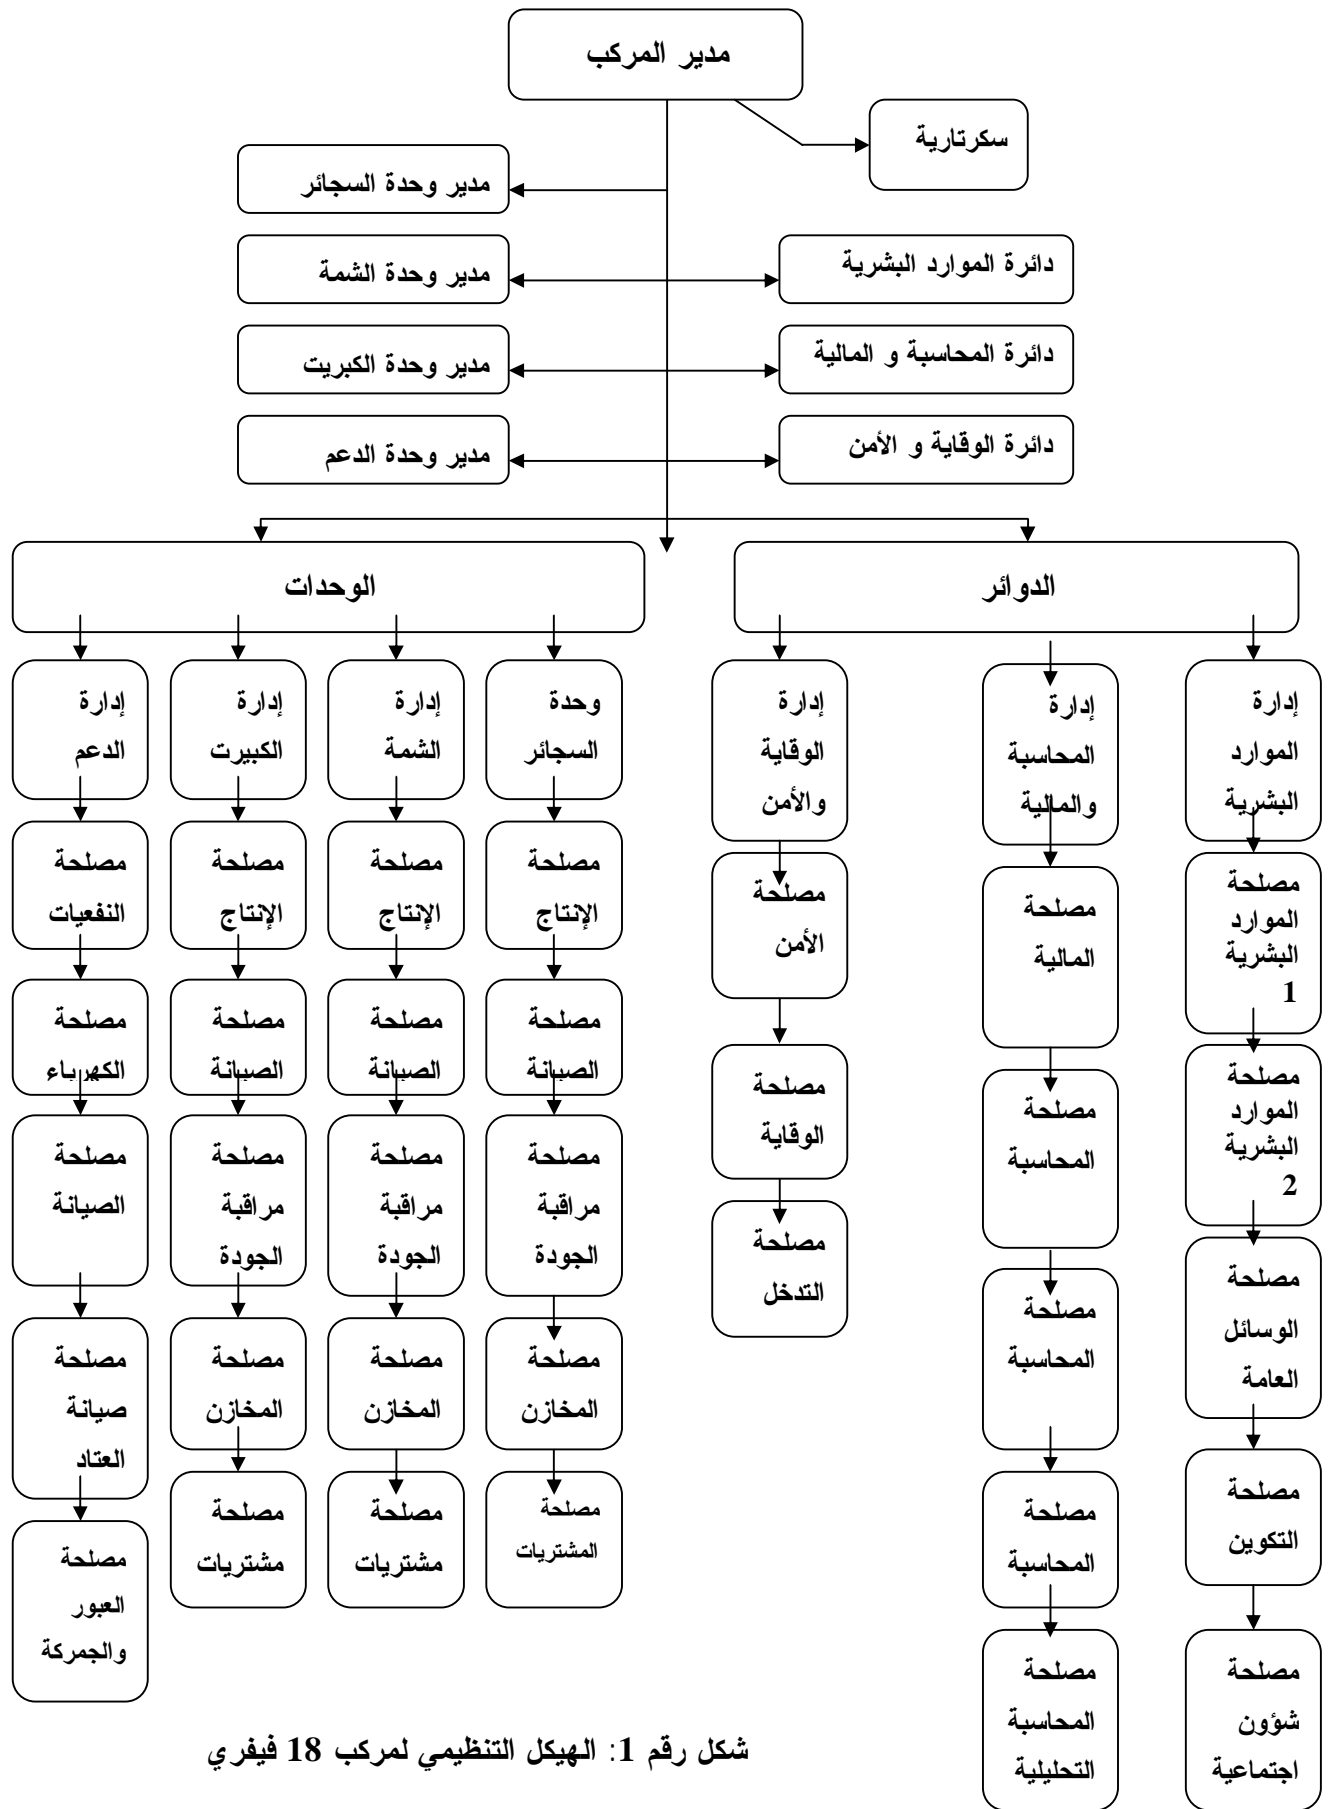 مدير المركب
سكرتارية
مدير وحدة السجائر
دائرة الموارد البشرية
مدير وحدة الشمة
دائرة المحاسبة و المالية
مدير وحدة الكبريت
دائرة الوقاية و الأمن
مدير وحدة الدعم
الدوائر
الوحدات
إدارة
الموارد
البشرية
مصلحة
الموارد
البشرية
1
مصلحة
الموارد
البشرية
2
مصلحة
الوسائل
العامة
مصلحة
التكوين
مصلحة
شؤون
اجتماعية
إدارة
المحاسبة
والمالية
مصلحة
المالية
مصلحة
المحاسبة
مصلحة
المحاسبة
مصلحة
المحاسبة
مصلحة
المحاسبة
التحليلية
إدارة
الوقاية
والأمن
مصلحة
الأمن
مصلحة
الوقاية
مصلحة
التدخل
وحدة
السجائر
مصلحة
الإنتاج
مصلحة
الصيانة
مصلحة
مراقبة
الجودة
مصلحة
المخازن
مصلحة
المشتريات
إدارة
الشمة
مصلحة
الإنتاج
مصلحة
الصيانة
مصلحة
مراقبة
الجودة
مصلحة
المخازن
مصلحة
مشتريات
إدارة
الكبيرت
مصلحة
الإنتاج
مصلحة
الصيانة
مصلحة
مراقبة
الجودة
مصلحة
المخازن
مصلحة
مشتريات
إدارة
الدعم
مصلحة
النفعيات
مصلحة
الكهرباء
مصلحة
الصيانة
مصلحة
صيانة
العتاد
مصلحة
العبور
والجمركة
شكل رقم 1: الهيكل التنظيمي لمركب 18 فيفري